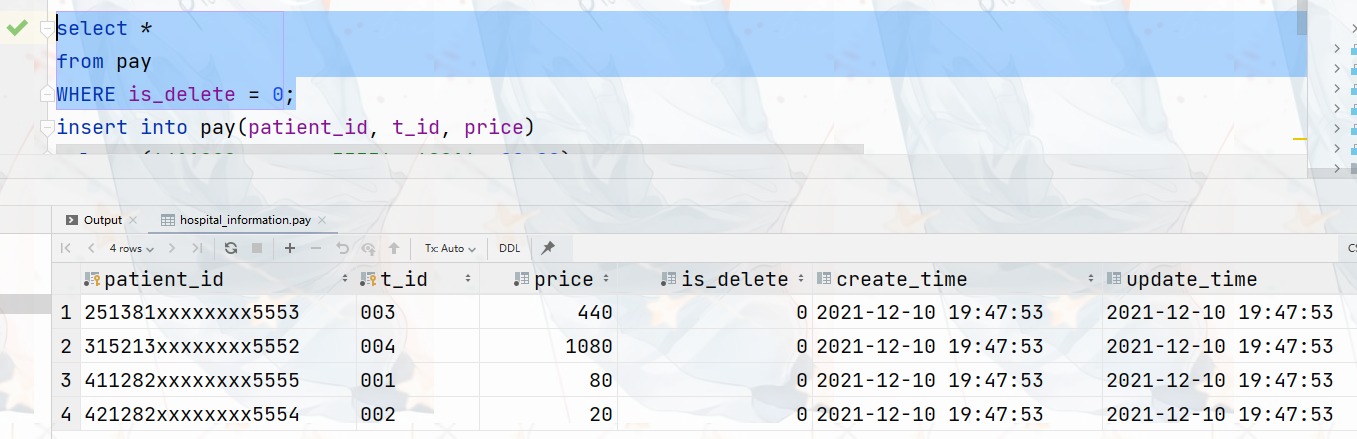 select *
from pay
WHERE is_delete = 0;
insert into pay(patient_id, t_id, price)
Output hospital_information.pay
4 rows Tx: Auto DDL CS
patient_id t_id price is_delete create_time update_time
1 251381xxxxxxxx5553 003 440 0 2021-12-10 19:47:53 2021-12-10 19:47:53
2 315213xxxxxxxx5552 004 1080 0 2021-12-10 19:47:53 2021-12-10 19:47:53
3 411282xxxxxxxx5555 001 80 0 2021-12-10 19:47:53 2021-12-10 19:47:53
4 421282xxxxxxxx5554 002 20 0 2021-12-10 19:47:53 2021-12-10 19:47:53